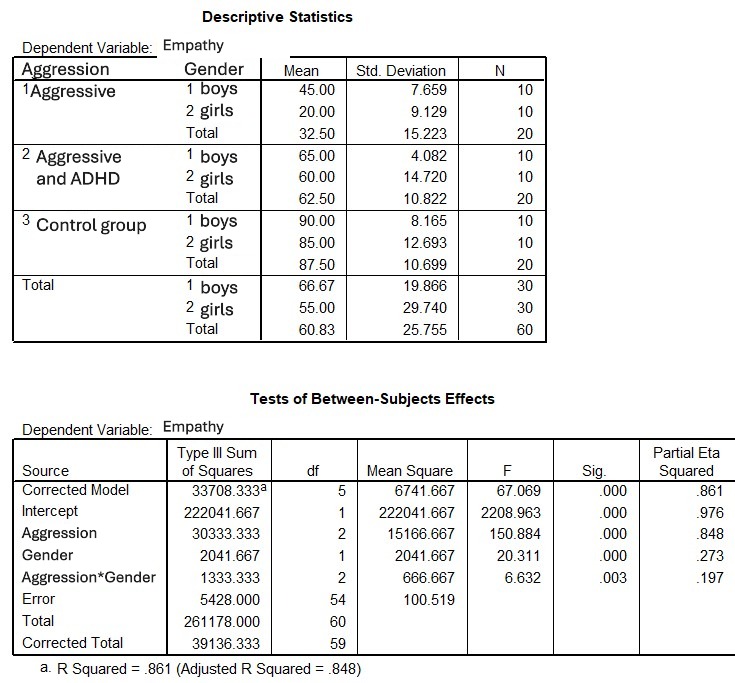 Descriptive Statistics
Dependent Variable: Empathy
Aggression Gender Mean Std. Deviation N
1 Aggressive 1 boys 45.00 7.659 10
2 girls 20.00 9.129 10
Total 32.50 15.223 20
2 Aggressive 1 boys 65.00 4.082 10
and ADHD 2 girls 60.00 14.720 10
Total 62.50 10.822 20
3 Control group 1 boys 90.00 8.165 10
2 girls 85.00 12.693 10
Total 87.50 10.699 20
Total 1 boys 66.67 19.866 30
2 girls 55.00 29.740 30
Total 60.83 25.755 60
Tests of Between-Subjects Effects
Dependent Variable: Empathy
Type III Sum Partial Eta
Source of Squares df Mean Square F Sig. Squared
Corrected Model 33708.333a 5 6741.667 67.069 .000 .861
Intercept 222041.667 1 222041.667 2208.963 .000 .976
Aggression 30333.333 2 15166.667 150.884 .000 .848
Gender 2041.667 1 2041.667 20.311 .000 .273
Aggression*Gender 1333.333 2 666.667 6.632 .003 .197
Error 5428.000 54 100.519
Total 261178.000 60
Corrected Total 39136.333 59
a. R Squared = .861 (Adjusted R Squared = .848)